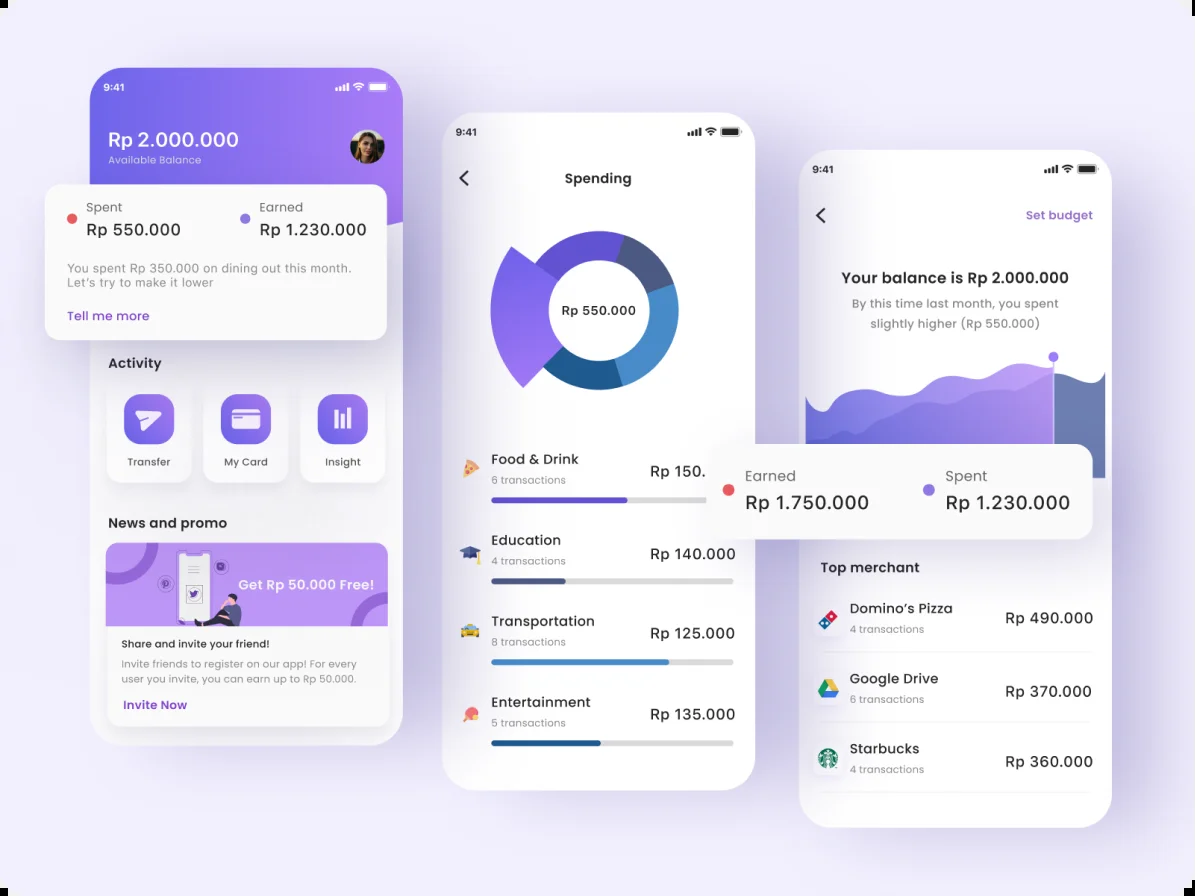 9:41
Rp 2.000.000
Available Balance
Spent
Rp 550.000
Earned
Rp 1.230.000
You spent Rp 350.000 on dining out this month.
Let's try to make it lower
Tell me more
Activity
Transfer
My Card
Insight
News and promo
Get Rp 50.000 Free!
Share and invite your friend!
Invite friends to register on our app! For every
user you invite, you can earn up to Rp 50.000.
Invite Now
9:41
Spending
Rp 550.000
Food & Drink
6 transactions
Rp 150.
Education
4 transactions
Rp 140.000
Transportation
8 transactions
Rp 125.000
Entertainment
5 transactions
Rp 135.000
9:41
Set budget
Your balance is Rp 2.000.000
By this time last month, you spent
slightly higher (Rp 550.000)
Earned
Rp 1.750.000
Spent
Rp 1.230.000
Top merchant
Domino's Pizza
4 transactions
Rp 490.000
Google Drive
6 transactions
Rp 370.000
Starbucks
4 transactions
Rp 360.000